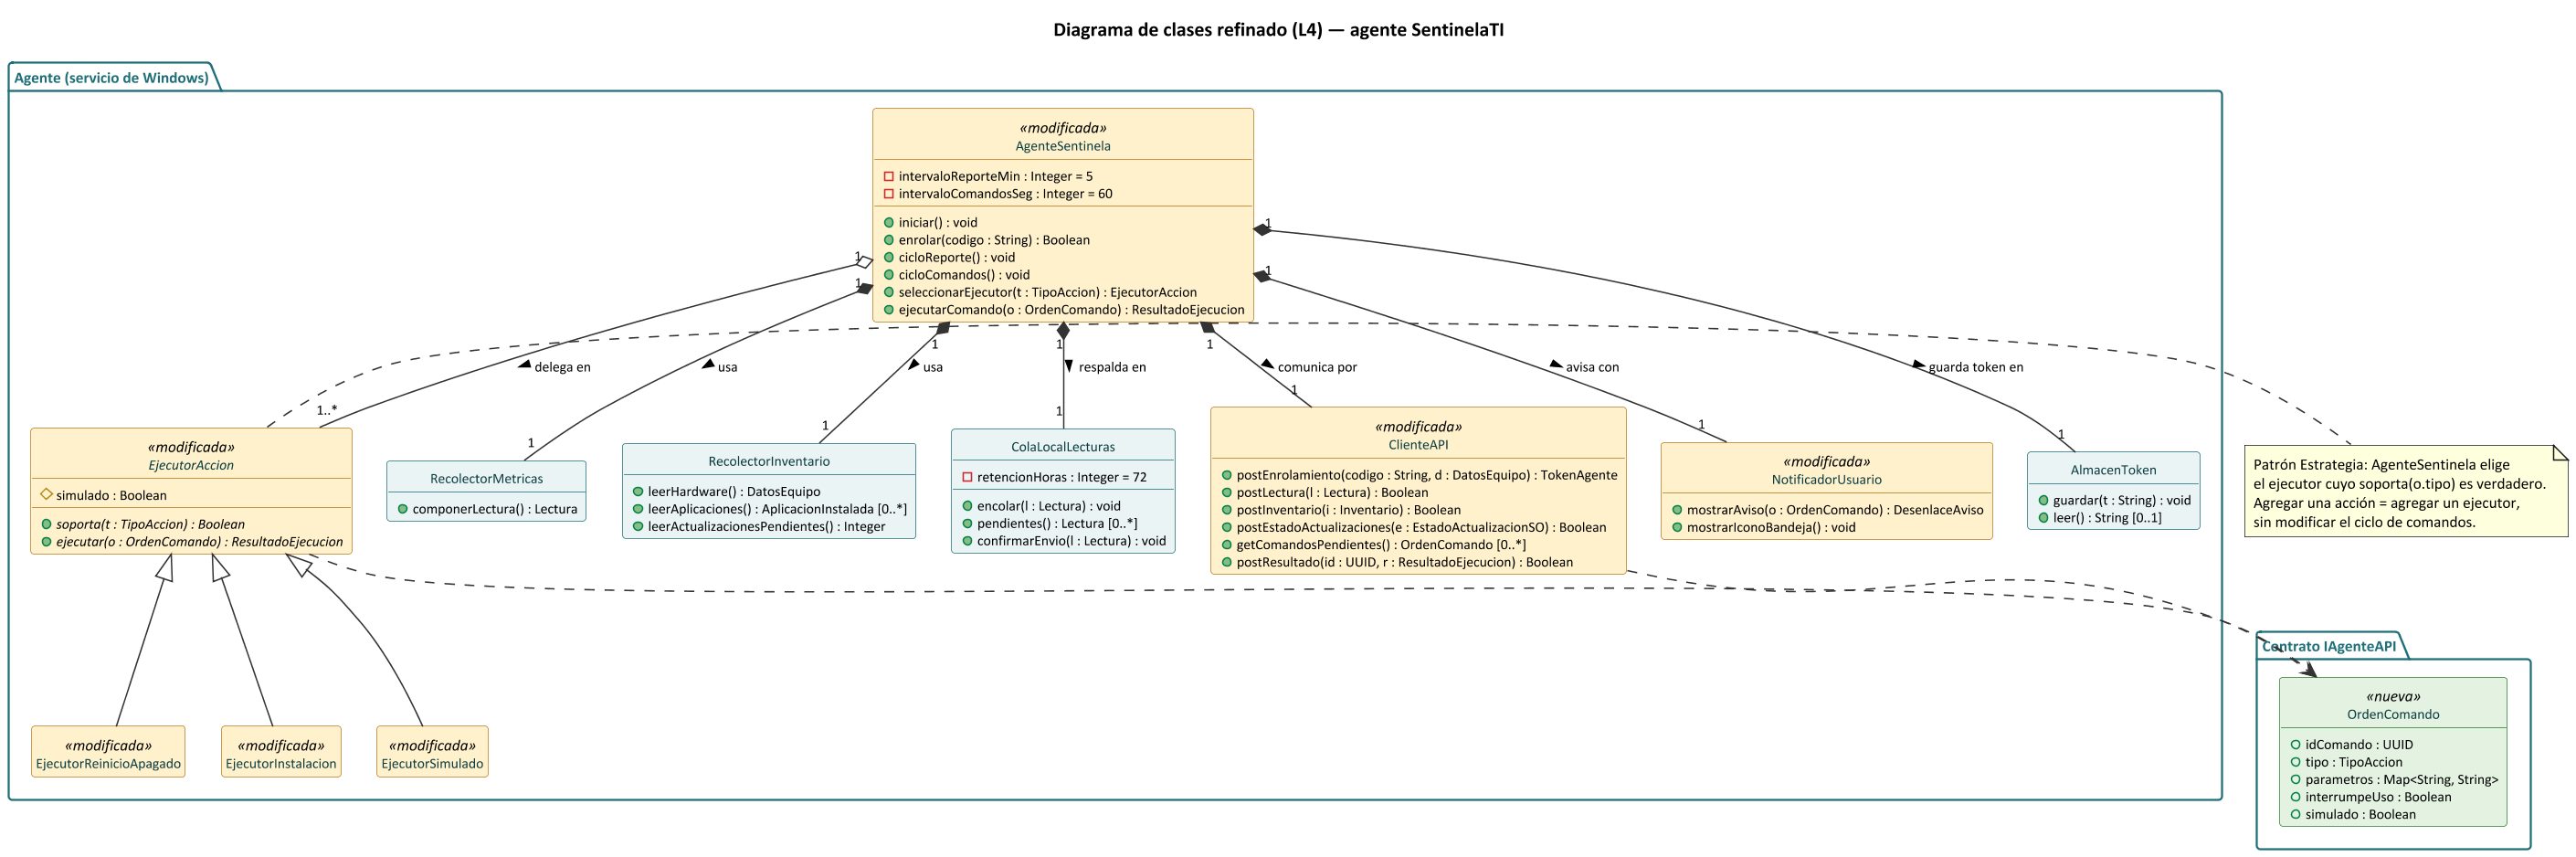 Diagrama de clases refinado (L4) — agente SentinelaTI
Agente (servicio de Windows)
«modificada»
AgenteSentinela
intervaloReporteMin : Integer = 5
intervaloComandosSeg : Integer = 60
iniciar() : void
enrolar(codigo : String) : Boolean
cicloReporte() : void
cicloComandos() : void
seleccionarEjecutor(t : TipoAccion) : EjecutorAccion
ejecutarComando(o : OrdenComando) : ResultadoEjecucion
1
1
1
1
1
1
1
delega en
usa
usa
respalda en
comunica por
avisa con
guarda token en
1..*
1
1
1
1
1
1
«modificada»
EjecutorAccion
simulado : Boolean
soporta(t : TipoAccion) : Boolean
ejecutar(o : OrdenComando) : ResultadoEjecucion
RecolectorMetricas
componerLectura() : Lectura
RecolectorInventario
leerHardware() : DatosEquipo
leerAplicaciones() : AplicacionInstalada [0..*]
leerActualizacionesPendientes() : Integer
ColaLocalLecturas
retencionHoras : Integer = 72
encolar(l : Lectura) : void
pendientes() : Lectura [0..*]
confirmarEnvio(l : Lectura) : void
«modificada»
ClienteAPI
postEnrolamiento(codigo : String, d : DatosEquipo) : TokenAgente
postLectura(l : Lectura) : Boolean
postInventario(i : Inventario) : Boolean
postEstadoActualizaciones(e : EstadoActualizacionSO) : Boolean
getComandosPendientes() : OrdenComando [0..*]
postResultado(id : UUID, r : ResultadoEjecucion) : Boolean
«modificada»
NotificadorUsuario
mostrarAviso(o : OrdenComando) : DesenlaceAviso
mostrarIconoBandeja() : void
AlmacenToken
guardar(t : String) : void
leer() : String [0..1]
Patrón Estrategia: AgenteSentinela elige
el ejecutor cuyo soporta(o.tipo) es verdadero.
Agregar una acción = agregar un ejecutor,
sin modificar el ciclo de comandos.
«modificada»
EjecutorReinicioApagado
«modificada»
EjecutorInstalacion
«modificada»
EjecutorSimulado
Contrato IAgenteAPI
«nueva»
OrdenComando
idComando : UUID
tipo : TipoAccion
parametros : Map<String, String>
interrumpeUso : Boolean
simulado : Boolean